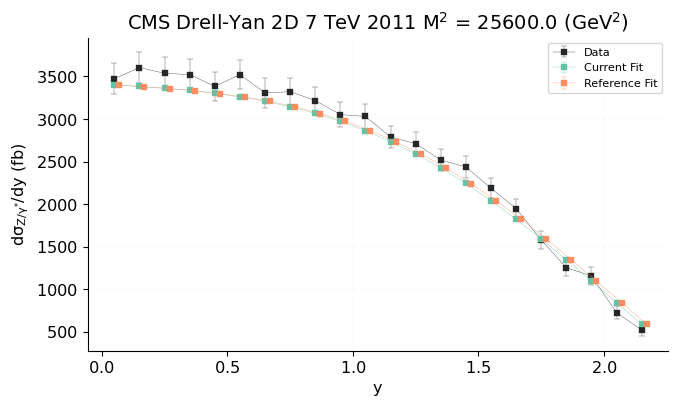 CMS Drell-Yan 2D 7 TeV 2011 M² = 25600.0 (GeV²)
Data
Current Fit
Reference Fit
dσ_{Z/γ*}/dy (fb)
3500
3000
2500
2000
1500
1000
500
0.0 0.5 1.0 1.5 2.0
y